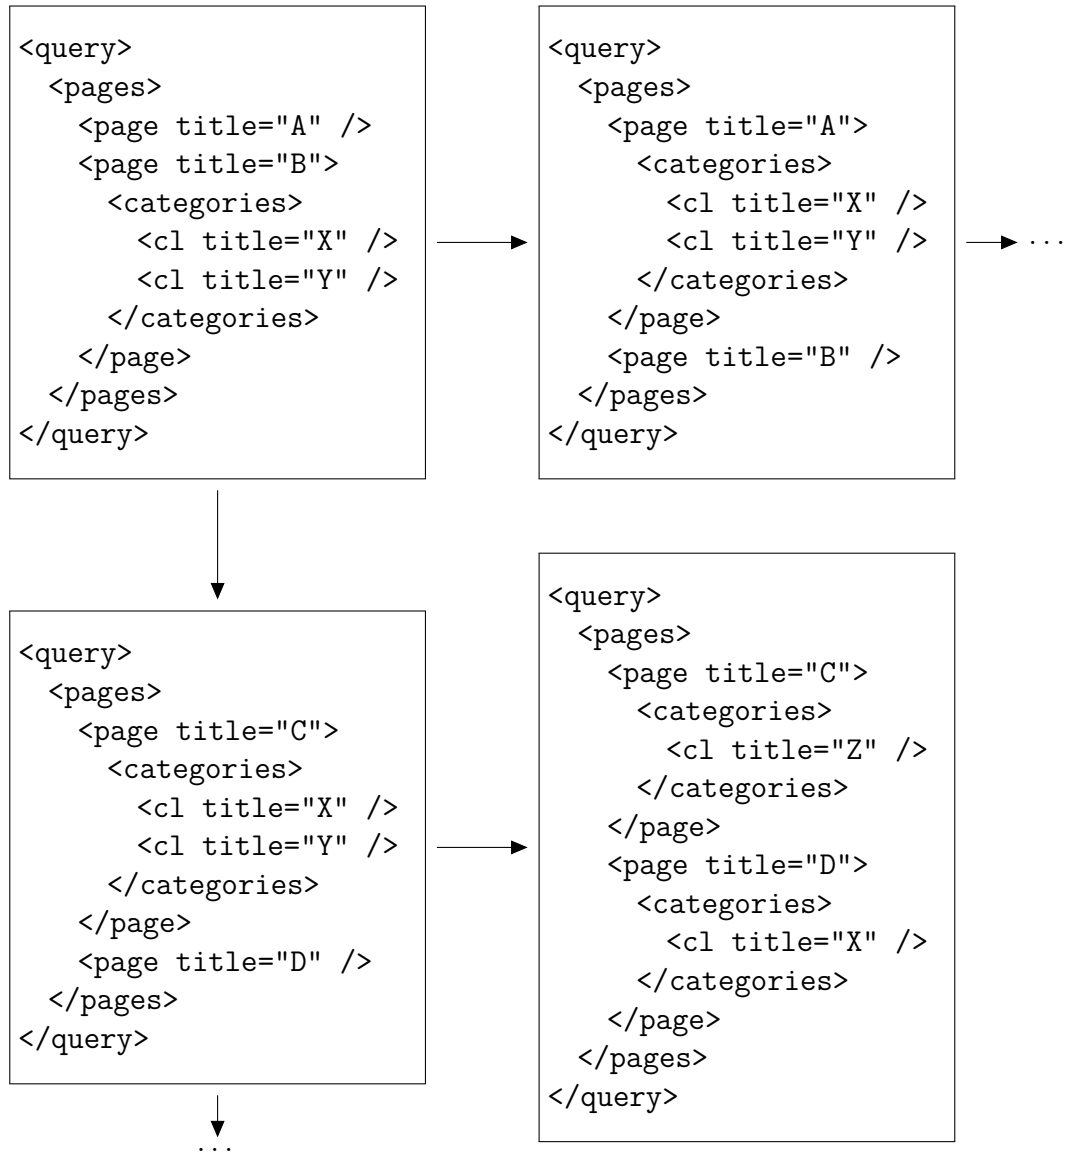 <query>
  <pages>
    <page title="A" />
    <page title="B">
      <categories>
        <cl title="X" />
        <cl title="Y" />
      </categories>
    </page>
  </pages>
</query>
<query>
  <pages>
    <page title="A">
      <categories>
        <cl title="X" />
        <cl title="Y" />
      </categories>
    </page>
    <page title="B" />
  </pages>
</query>
...
<query>
  <pages>
    <page title="C">
      <categories>
        <cl title="X" />
        <cl title="Y" />
      </categories>
    </page>
    <page title="D" />
  </pages>
</query>
...
<query>
  <pages>
    <page title="C">
      <categories>
        <cl title="Z" />
      </categories>
    </page>
    <page title="D">
      <categories>
        <cl title="X" />
      </categories>
    </page>
  </pages>
</query>